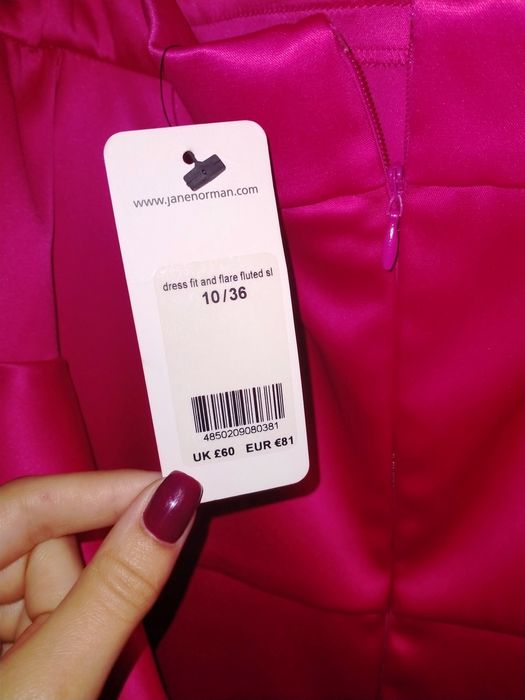 www.janenorman.com
dress fit and flare fluted sl
10/36
4850209080381
UK £60 EUR €81